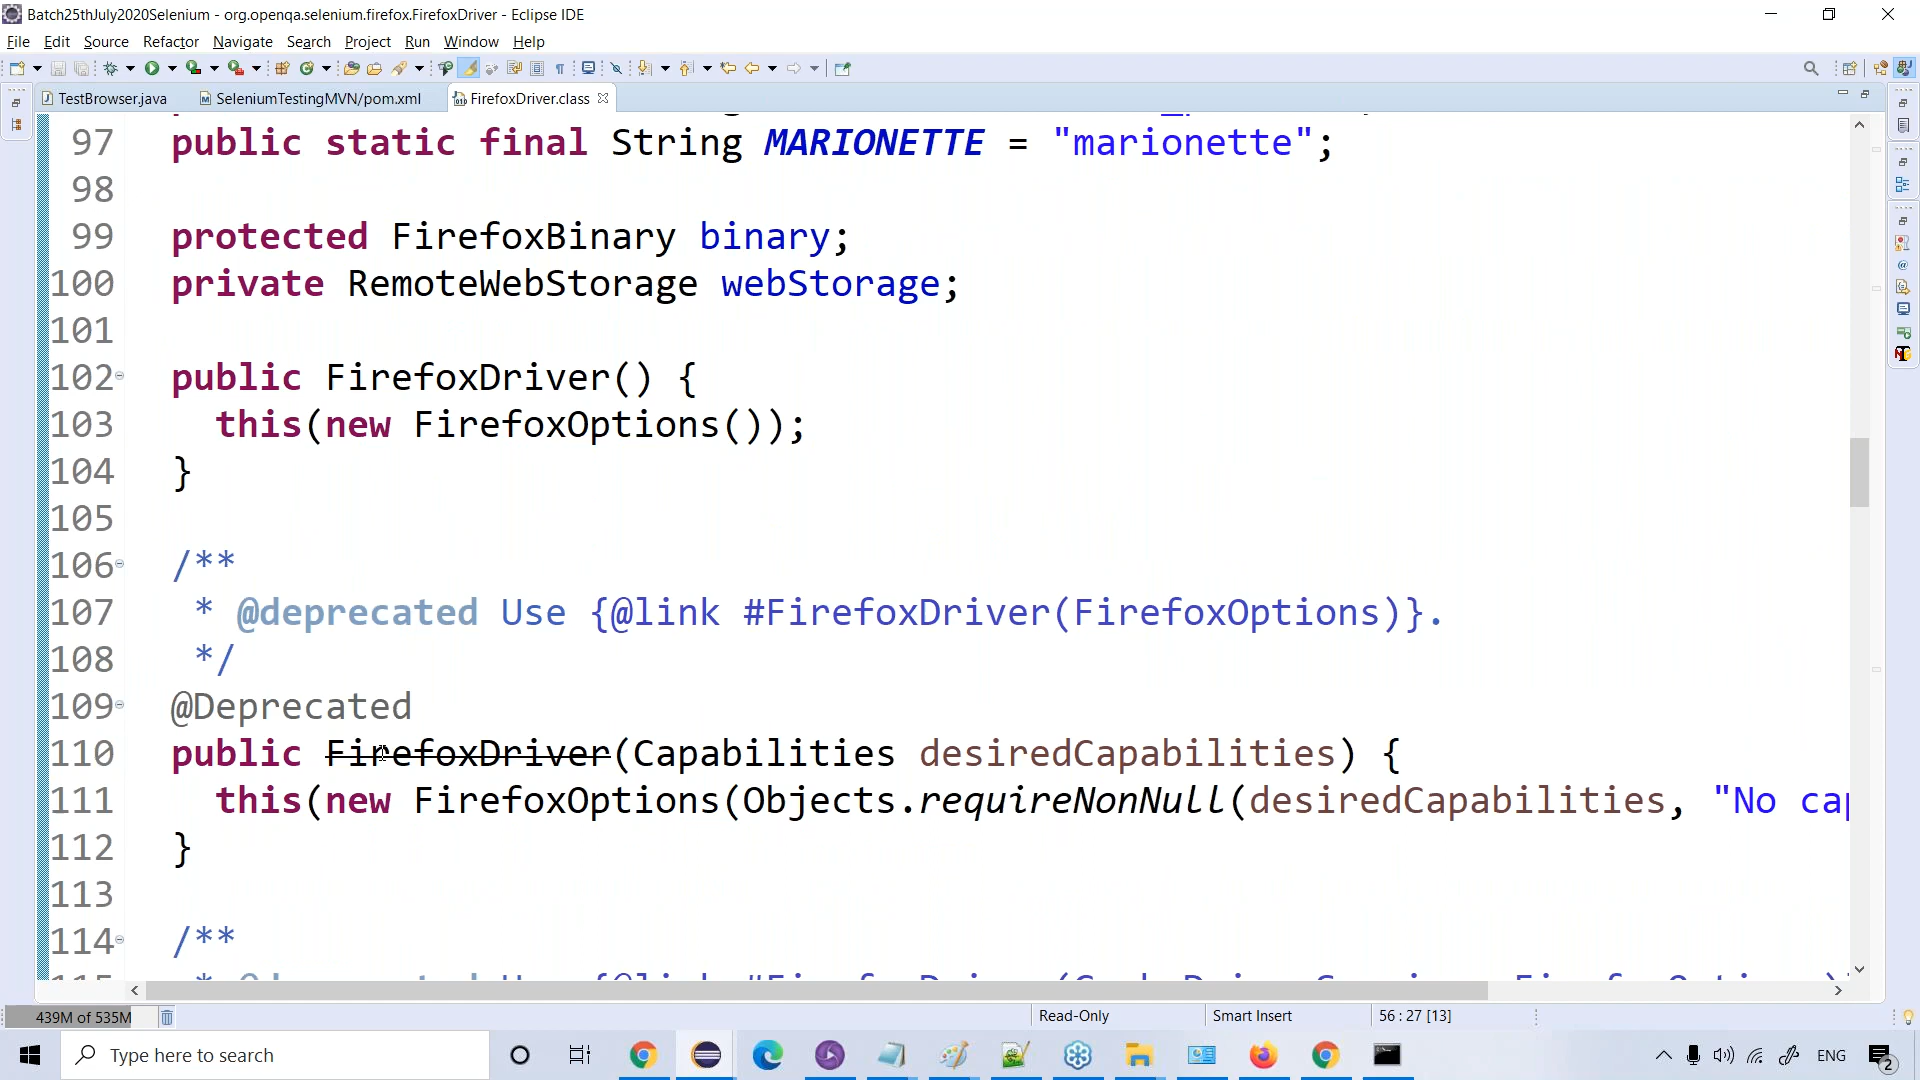 Batch25thJuly2020Selenium - org.openqa.selenium.firefox.FirefoxDriver - Eclipse IDE
File Edit Source Refactor Navigate Search Project Run Window Help
TestBrowser.java SeleniumTestingMVN/pom.xml FirefoxDriver.class
97 public static final String MARIONETTE = "marionette";
98
99 protected FirefoxBinary binary;
100 private RemoteWebStorage webStorage;
101
102 public FirefoxDriver() {
103 this(new FirefoxOptions());
104 }
105
106 /**
107 * @deprecated Use {@link #FirefoxDriver(FirefoxOptions)}.
108 */
109 @Deprecated
110 public FirefoxDriver(Capabilities desiredCapabilities) {
111 this(new FirefoxOptions(Objects.requireNonNull(desiredCapabilities, "No cap
112 }
113
114 /**
439M of 535M Read-Only Smart Insert 56 : 27 [13]
Type here to search ENG 2